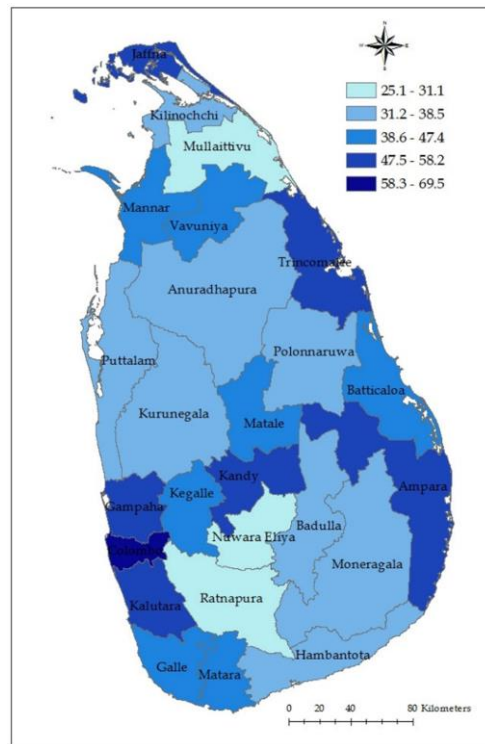 N
W
E
S
Jaffna
25.1 - 31.1
31.2 - 38.5
38.6 - 47.4
47.5 - 58.2
58.3 - 69.5
Kilinochchi
Mullaittivu
Mannar
Vavuniya
Trincomalee
Anuradhapura
Polonnaruwa
Puttalam
Batticaloa
Kurunegala
Matale
Kandy
Kegalle
Ampara
Gampaha
Nuwara Eliya
Badulla
Colombo
Moneragala
Ratnapura
Kalutara
Hambantota
Galle
Matara
0 20 40 80 Kilometers